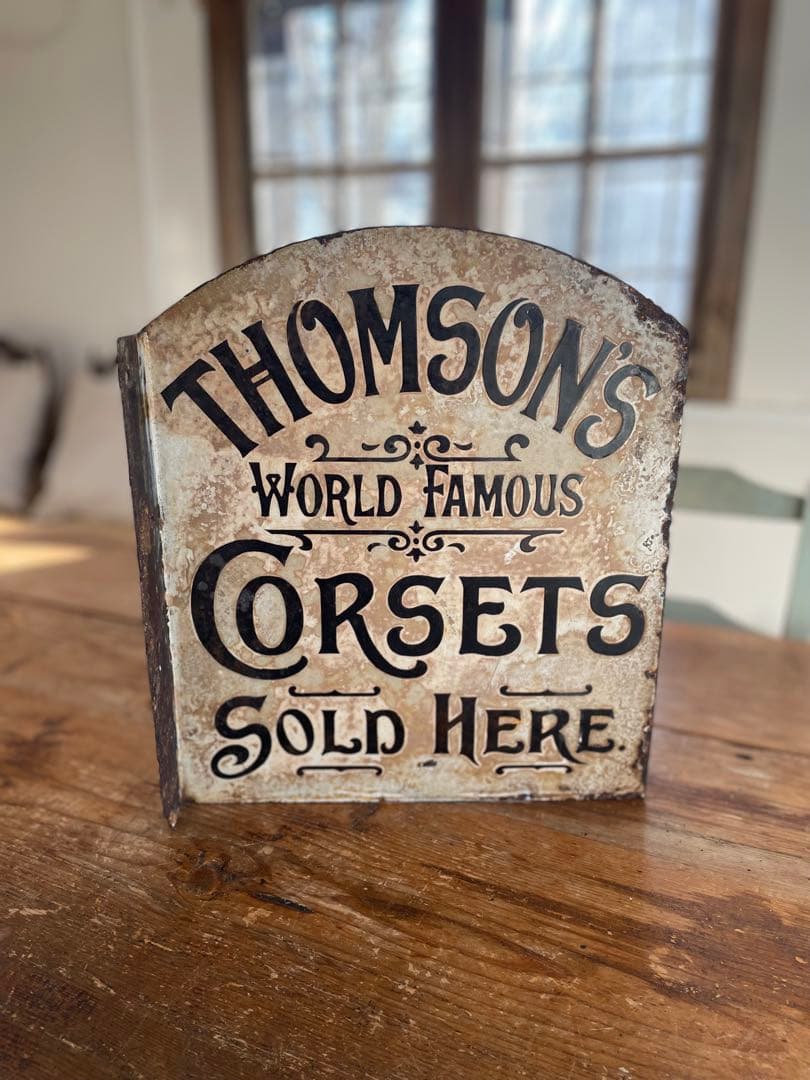 THOMSON'S
WORLD FAMOUS
CORSETS
SOLD HERE.